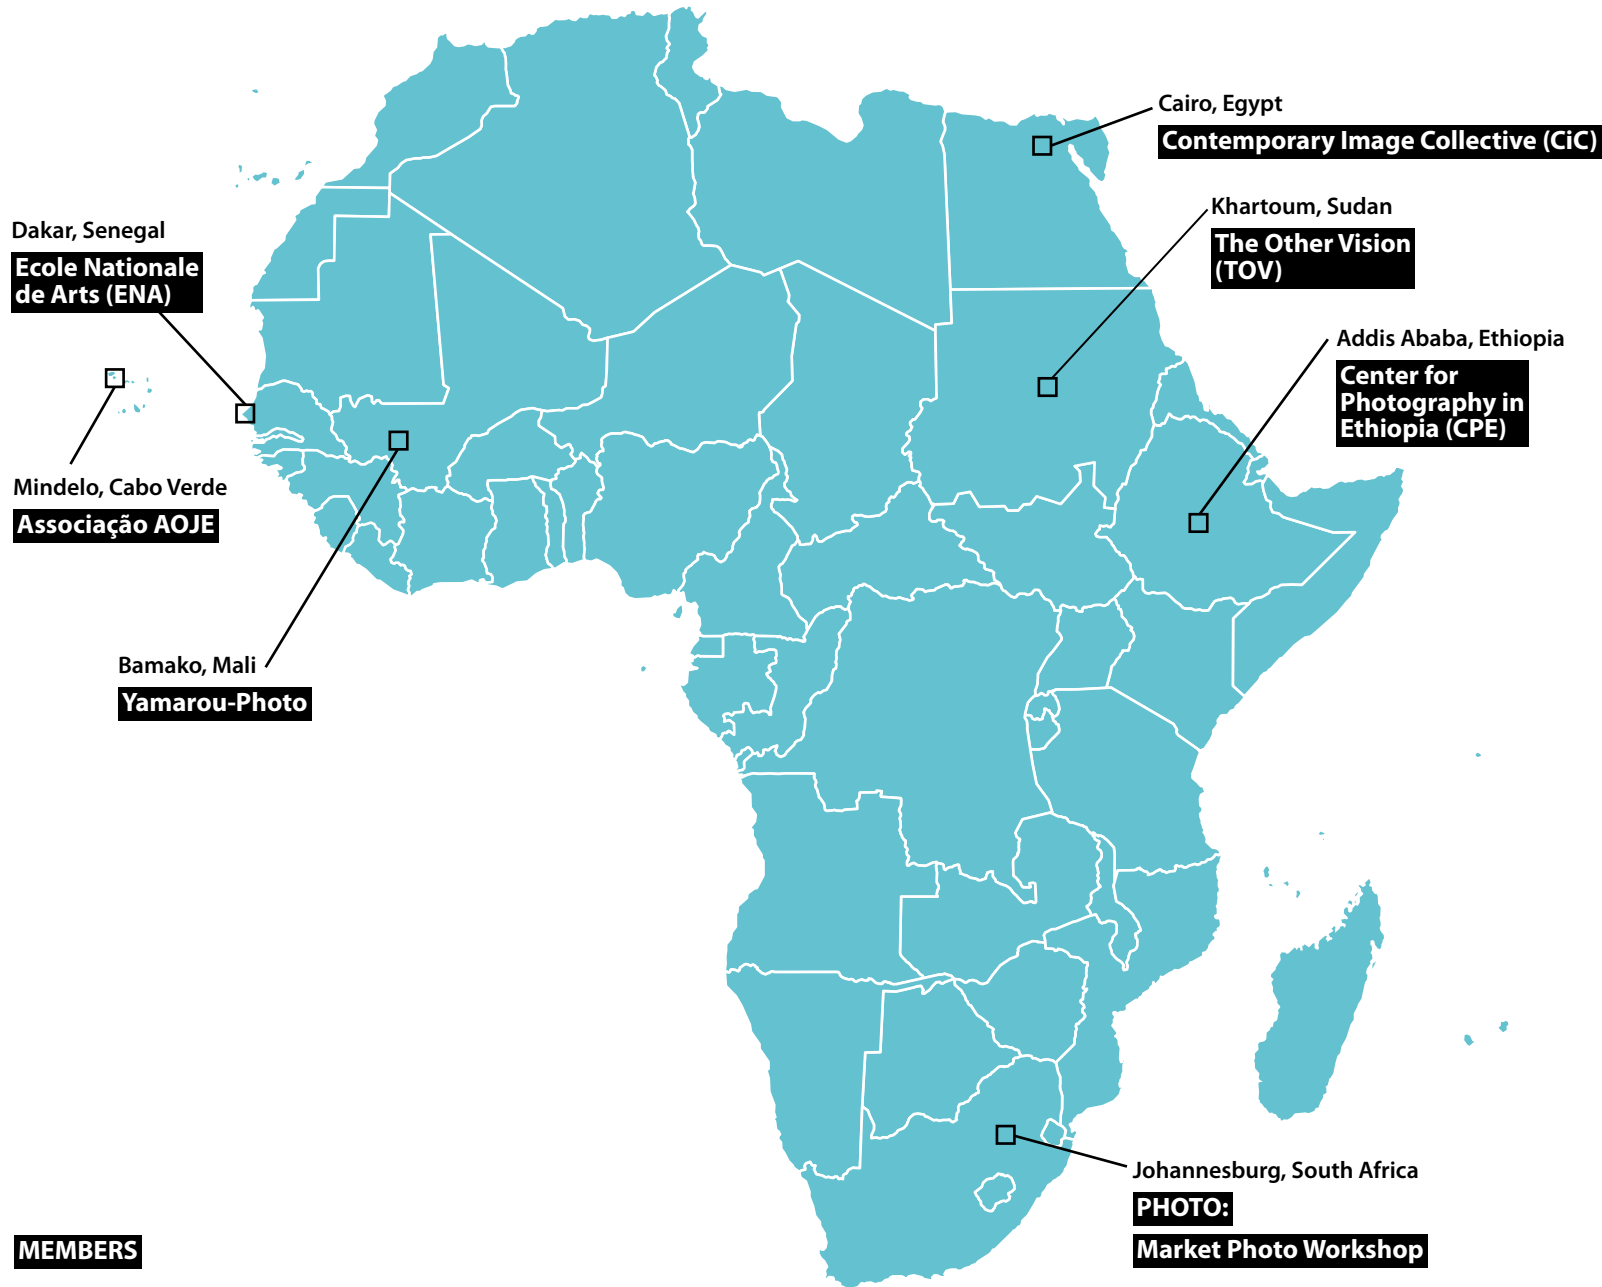 Cairo, Egypt
Contemporary Image Collective (CiC)
Khartoum, Sudan
The Other Vision
(TOV)
Dakar, Senegal
Ecole Nationale
de Arts (ENA)
Addis Ababa, Ethiopia
Center for
Photography in
Ethiopia (CPE)
Mindelo, Cabo Verde
Associação AOJE
Bamako, Mali
Yamarou-Photo
Johannesburg, South Africa
PHOTO:
Market Photo Workshop
MEMBERS